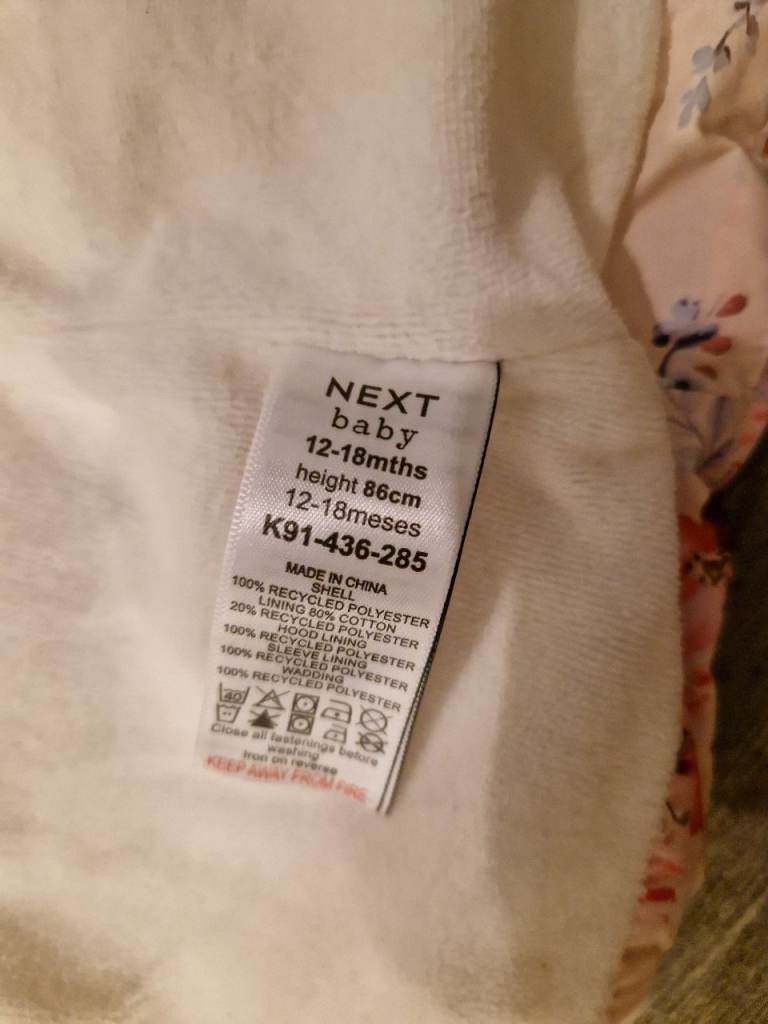 NEXT
baby
12-18mths
height 86cm
12-18meses
K91-436-285
MADE IN CHINA
SHELL
100% RECYCLED POLYESTER
LINING 80% COTTON
20% RECYCLED POLYESTER
HOOD LINING
100% RECYCLED POLYESTER
SLEEVE LINING
100% RECYCLED POLYESTER
WADDING
100% RECYCLED POLYESTER
40
Close all fastenings before
washing
Iron on reverse
KEEP AWAY FROM FIRE